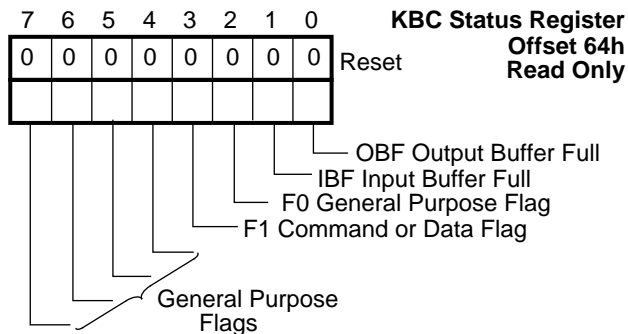 7 6 5 4 3 2 1 0
KBC Status Register
Offset 64h
Read Only
0 0 0 0 0 0 0 0 Reset
OBF Output Buffer Full
IBF Input Buffer Full
F0 General Purpose Flag
F1 Command or Data Flag
General Purpose
Flags